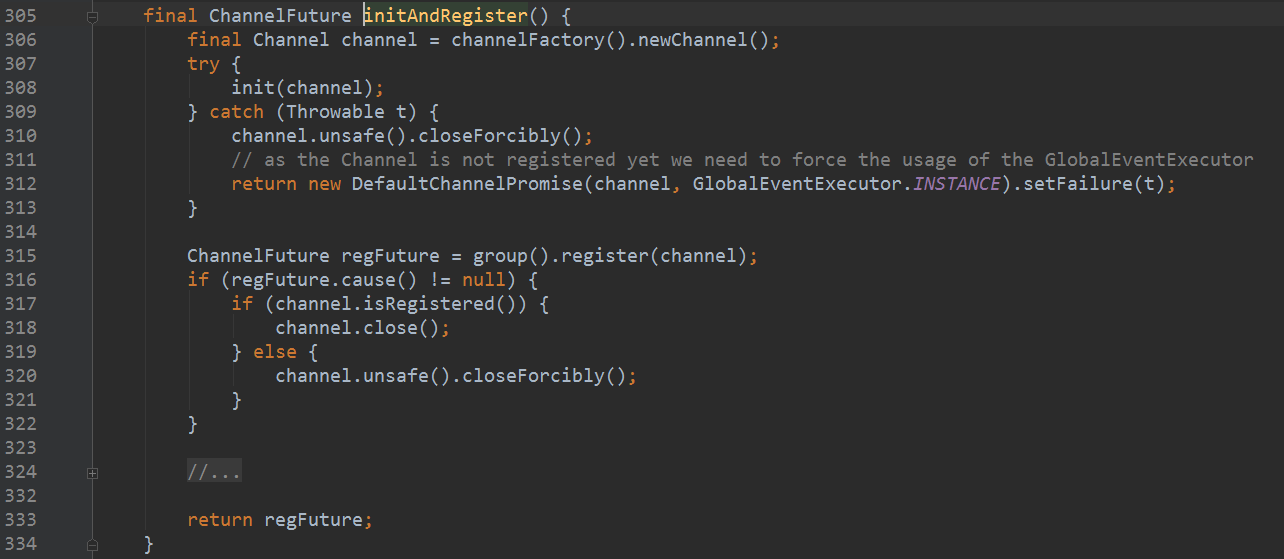 305 final ChannelFuture initAndRegister() {
306 final Channel channel = channelFactory().newChannel();
307 try {
308 init(channel);
309 } catch (Throwable t) {
310 channel.unsafe().closeForcibly();
311 // as the Channel is not registered yet we need to force the usage of the GlobalEventExecutor
312 return new DefaultChannelPromise(channel, GlobalEventExecutor.INSTANCE).setFailure(t);
313 }
314
315 ChannelFuture regFuture = group().register(channel);
316 if (regFuture.cause() != null) {
317 if (channel.isRegistered()) {
318 channel.close();
319 } else {
320 channel.unsafe().closeForcibly();
321 }
322 }
323
324 //...
332
333 return regFuture;
334 }